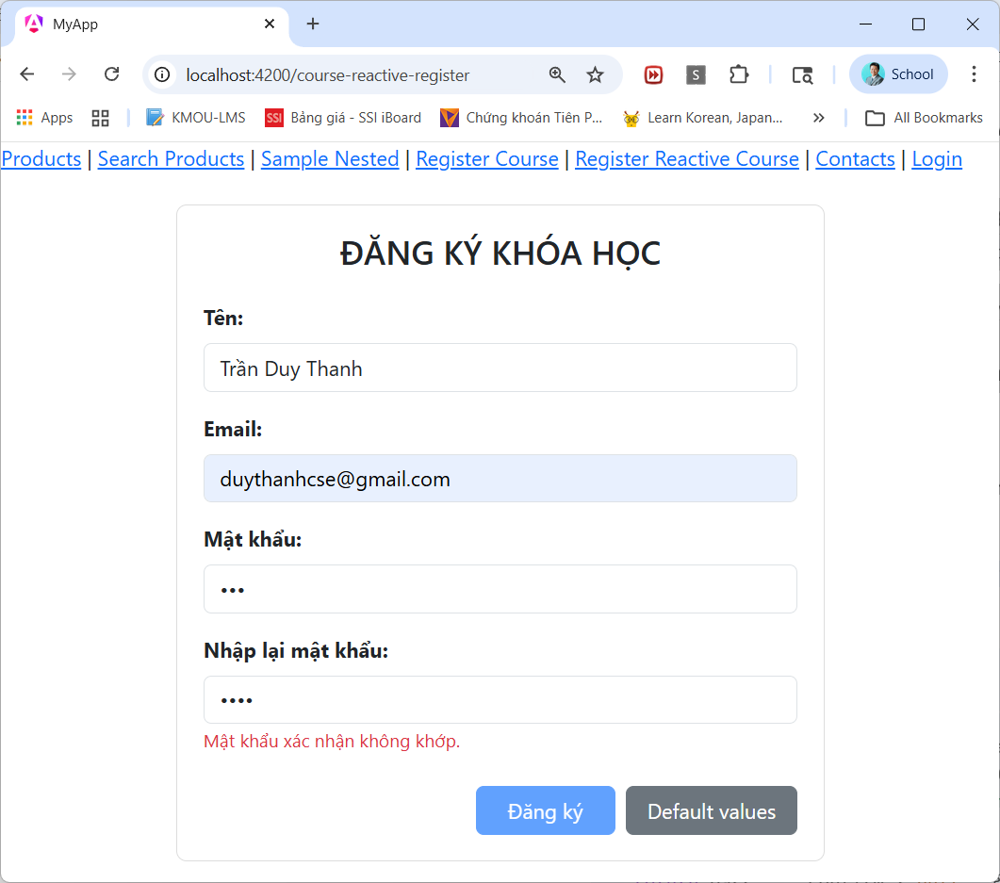 MyApp
localhost:4200/course-reactive-register
S
School
Apps
KMOU-LMS
SSI
Bảng giá - SSI iBoard
Chứng khoán Tiên P...
Learn Korean, Japan...
All Bookmarks
Products | Search Products | Sample Nested | Register Course | Register Reactive Course | Contacts | Login
ĐĂNG KÝ KHÓA HỌC
Tên:
Trần Duy Thanh
Email:
duythanhcse@gmail.com
Mật khẩu:
•••
Nhập lại mật khẩu:
••••
Mật khẩu xác nhận không khớp.
Đăng ký
Default values